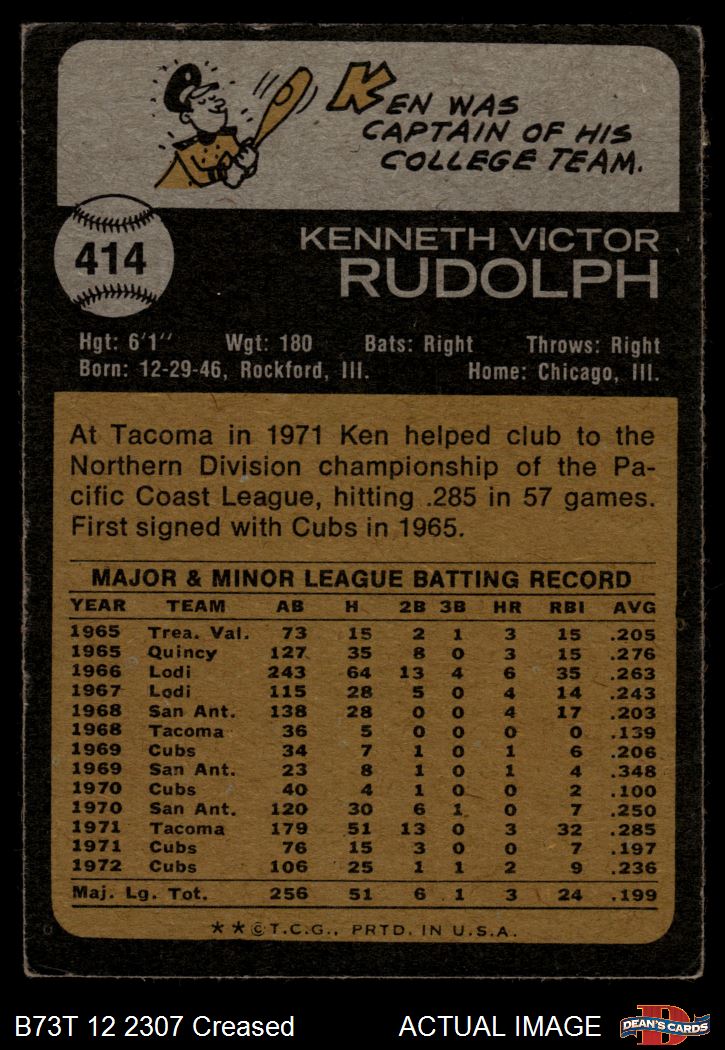 KEN WAS
CAPTAIN OF HIS
COLLEGE TEAM.
414
KENNETH VICTOR
RUDOLPH
Hgt: 6'1" Wgt: 180 Bats: Right Throws: Right
Born: 12-29-46, Rockford, Ill. Home: Chicago, Ill.
At Tacoma in 1971 Ken helped club to the
Northern Division championship of the Pa-
cific Coast League, hitting .285 in 57 games.
First signed with Cubs in 1965.
MAJOR & MINOR LEAGUE BATTING RECORD
YEAR TEAM AB H 2B 3B HR RBI AVG
1965 Trea. Val. 73 15 2 1 3 15 .205
1965 Quincy 127 35 8 0 3 15 .276
1966 Lodi 243 64 13 4 6 35 .263
1967 Lodi 115 28 5 0 4 14 .243
1968 San Ant. 138 28 0 0 4 17 .203
1968 Tacoma 36 5 0 0 0 0 .139
1969 Cubs 34 7 1 0 1 6 .206
1969 San Ant. 23 8 1 0 1 4 .348
1970 Cubs 40 4 1 0 0 2 .100
1970 San Ant. 120 30 6 1 0 7 .250
1971 Tacoma 179 51 13 0 3 32 .285
1971 Cubs 76 15 3 0 0 7 .197
1972 Cubs 106 25 1 1 2 9 .236
Maj. Lg. Tot. 256 51 6 1 3 24 .199
**©T.C.G., PRTD. IN U.S.A.
B73T 12 2307 Creased ACTUAL IMAGE DEAN'S CARDS